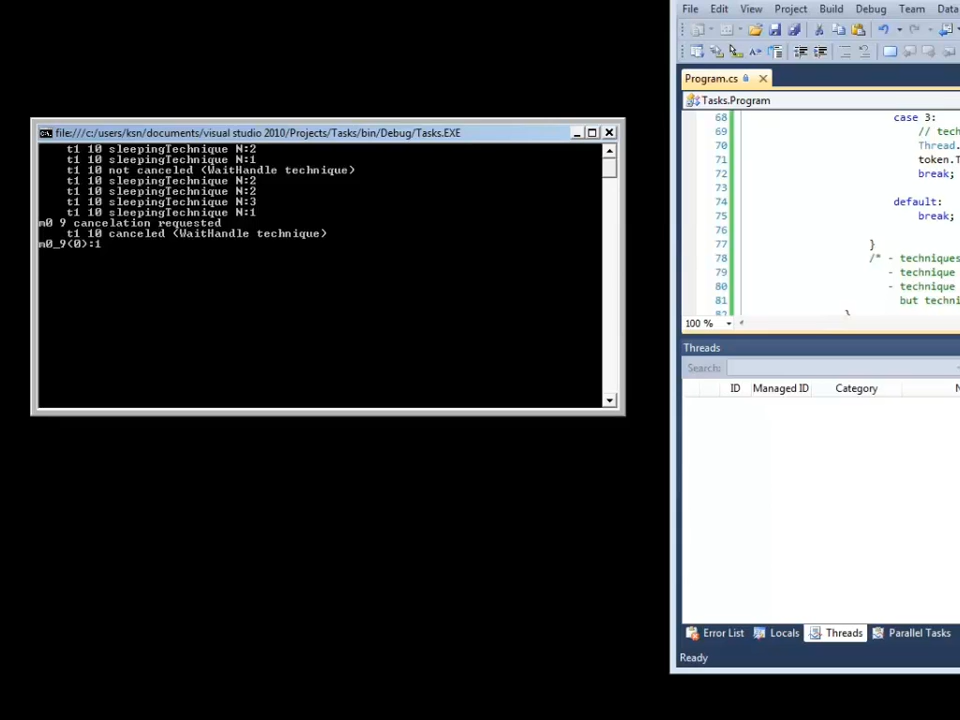 file:///c:/users/ksn/documents/visual studio 2010/Projects/Tasks/bin/Debug/Tasks.EXE
t1 10 sleepingTechnique N:2
t1 10 sleepingTechnique N:1
t1 10 not canceled (WaitHandle technique)
t1 10 sleepingTechnique N:2
t1 10 sleepingTechnique N:2
t1 10 sleepingTechnique N:3
t1 10 sleepingTechnique N:1
m0 9 cancelation requested
t1 10 canceled (WaitHandle technique)
m0_9(0):1
File Edit View Project Build Debug Team Data
Program.cs
Tasks.Program
68 case 3:
69 // tech
70 Thread.
71 token.T
72 break;
73
74 default:
75 break;
76
77 }
78 /* - techniques
79 - technique
80 - technique
81 but techni
82 }
100 %
Threads
Search:
ID Managed ID Category N
Error List Locals Threads Parallel Tasks
Ready